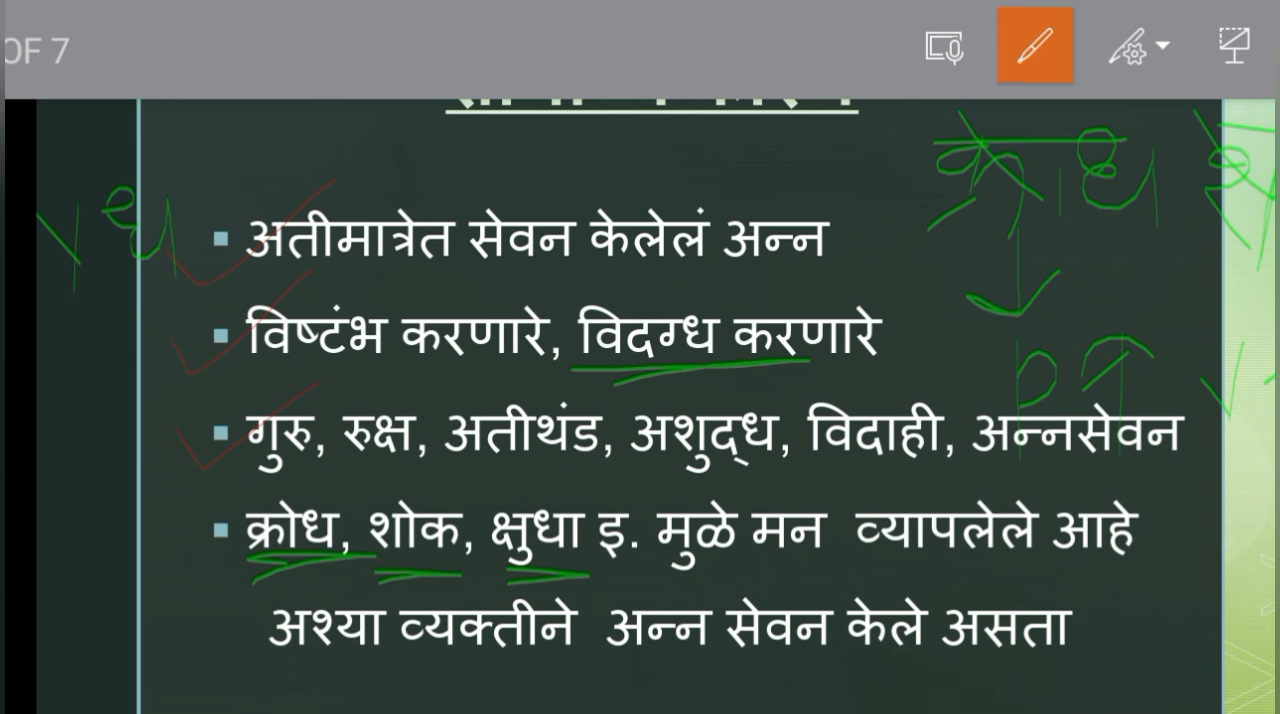 OF 7
क्रोध
अतीमात्रेत सेवन केलेलं अन्न
विष्टंभ करणारे, विदग्ध करणारे
गुरु, रुक्ष, अतीथंड, अशुद्ध, विदाही, अन्नसेवन
क्रोध, शोक, क्षुधा इ. मुळे मन व्यापलेले आहे
अश्या व्यक्तीने अन्न सेवन केले असता